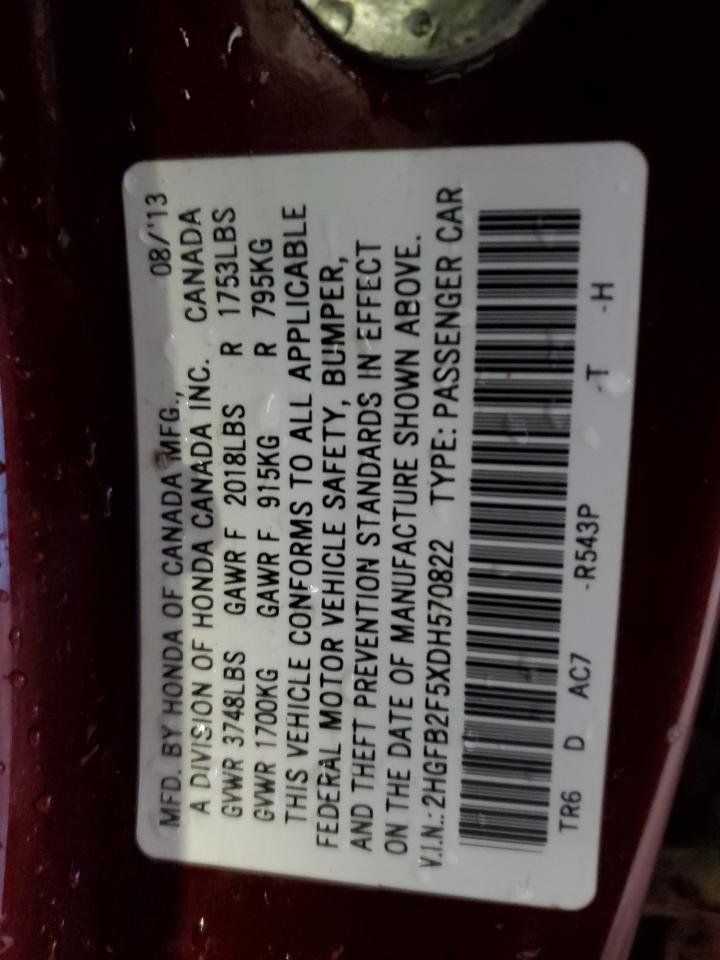 MFD. BY HONDA OF CANADA MFG., 08/'13
A DIVISION OF HONDA CANADA INC. CANADA
GVWR 3748LBS GAWR F 2018LBS R 1753LBS
GVWR 1700KG GAWR F 915KG R 795KG
THIS VEHICLE CONFORMS TO ALL APPLICABLE
FEDERAL MOTOR VEHICLE SAFETY, BUMPER,
AND THEFT PREVENTION STANDARDS IN EFFECT
ON THE DATE OF MANUFACTURE SHOWN ABOVE.
V.I.N.: 2HGFB2F5XDH570822 TYPE: PASSENGER CAR
TR6 D AC7 -R543P -T -H